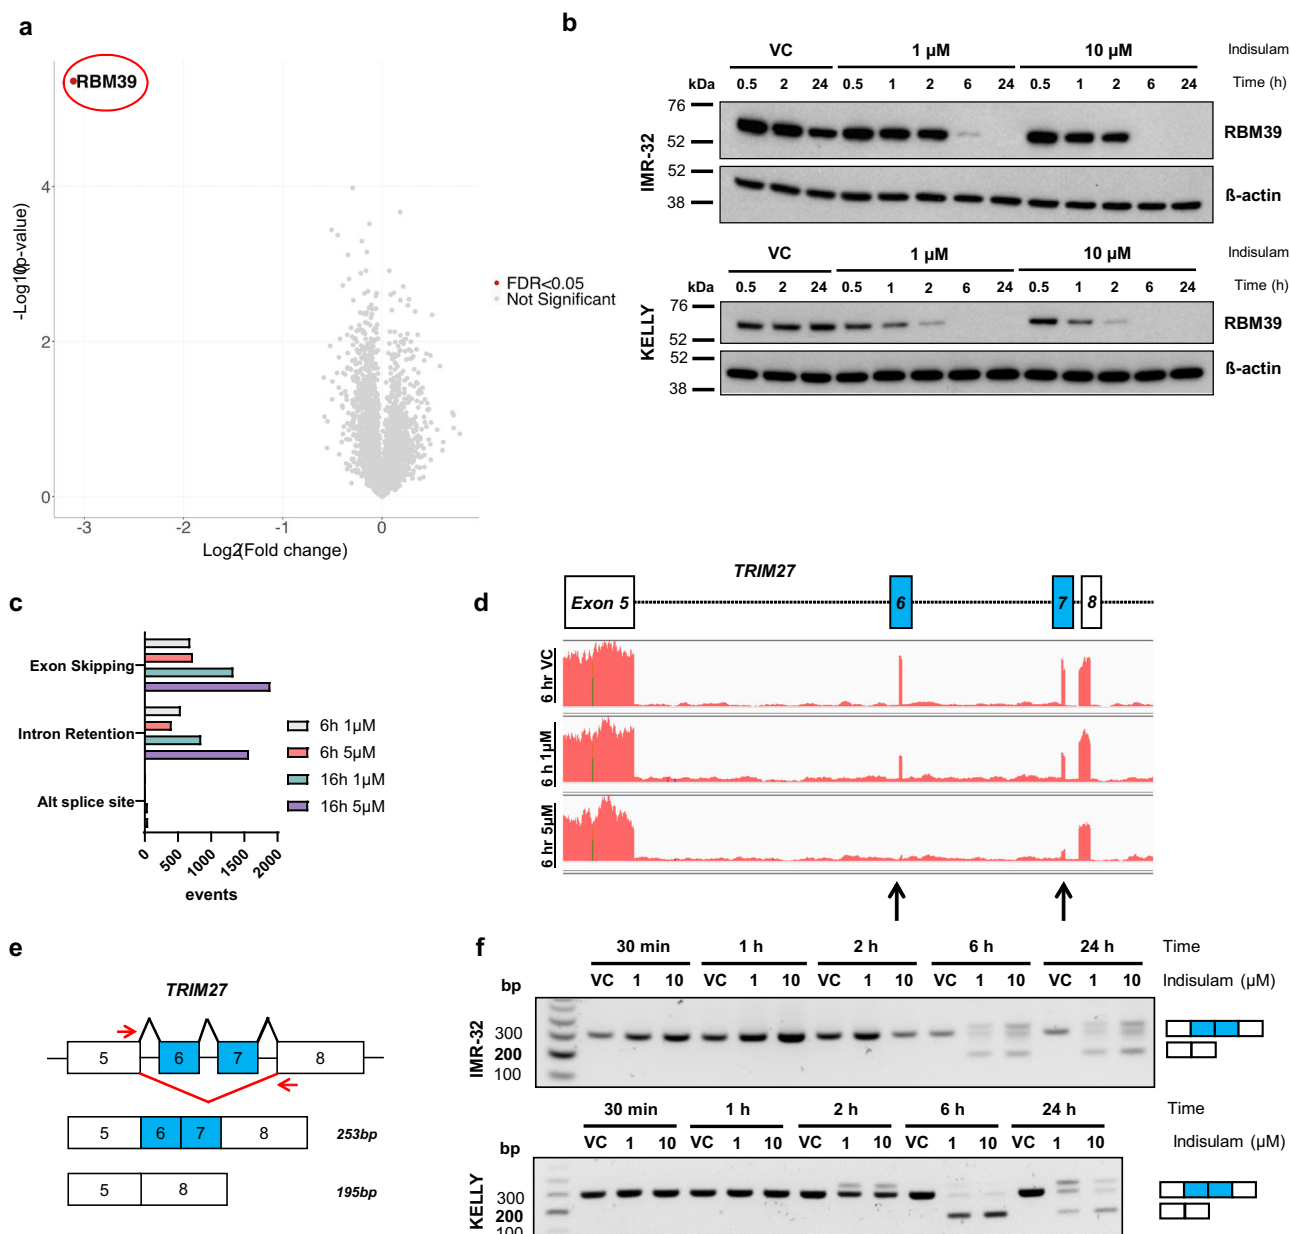 a
RBM39
4
2
0
-3 -2 -1 0
-Log10(p-value)
Log2(Fold change)
FDR<0.05
Not Significant
b
VC 1 µM 10 µM Indisulam
kDa 0.5 2 24 0.5 1 2 6 24 0.5 1 2 6 24 Time (h)
76
52
RBM39
52
38
ß-actin
IMR-32
VC 1 µM 10 µM Indisulam
kDa 0.5 2 24 0.5 1 2 6 24 0.5 1 2 6 24 Time (h)
76
52
RBM39
52
38
ß-actin
KELLY
c
Exon Skipping
Intron Retention
Alt splice site
0 500 1000 1500 2000
events
6h 1µM
6h 5µM
16h 1µM
16h 5µM
d
TRIM27
Exon 5 6 7 8
6 hr VC
6 h 1µM
6 hr 5µM
e
TRIM27
5 6 7 8
5 6 7 8 253bp
5 8 195bp
f
30 min 1 h 2 h 6 h 24 h Time
bp VC 1 10 VC 1 10 VC 1 10 VC 1 10 VC 1 10 Indisulam (µM)
300
200
100
IMR-32
30 min 1 h 2 h 6 h 24 h Time
bp VC 1 10 VC 1 10 VC 1 10 VC 1 10 VC 1 10 Indisulam (µM)
300
200
100
KELLY